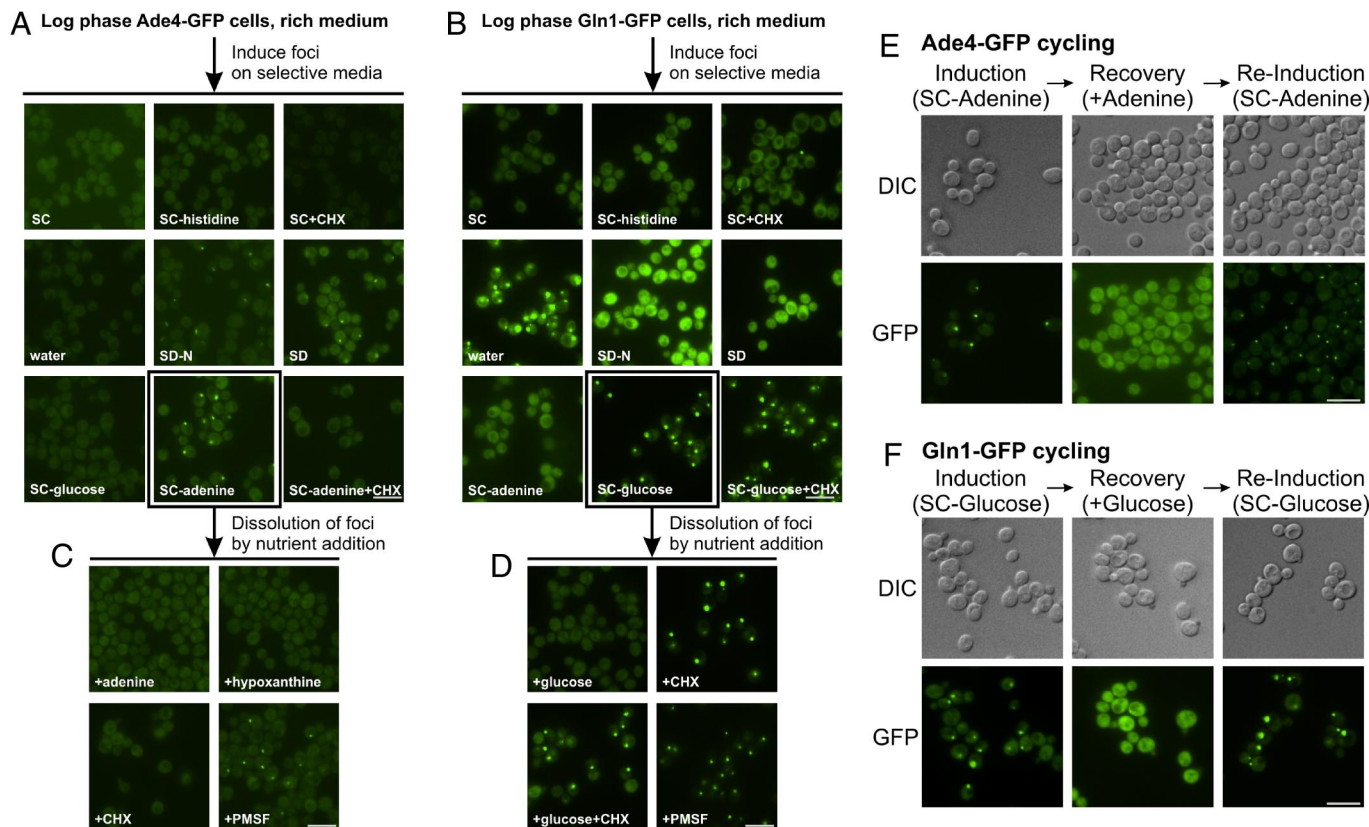 A Log phase Ade4-GFP cells, rich medium
Induce foci
on selective media
SC
SC-histidine
SC+CHX
water
SD-N
SD
SC-glucose
SC-adenine
SC-adenine+CHX
Dissolution of foci
by nutrient addition
C
+adenine
+hypoxanthine
+CHX
+PMSF
B Log phase Gln1-GFP cells, rich medium
Induce foci
on selective media
SC
SC-histidine
SC+CHX
water
SD-N
SD
SC-adenine
SC-glucose
SC-glucose+CHX
Dissolution of foci
by nutrient addition
D
+glucose
+CHX
+glucose+CHX
+PMSF
E Ade4-GFP cycling
Induction Recovery Re-Induction
(SC-Adenine) (+Adenine) (SC-Adenine)
DIC
GFP
F Gln1-GFP cycling
Induction Recovery Re-Induction
(SC-Glucose) (+Glucose) (SC-Glucose)
DIC
GFP